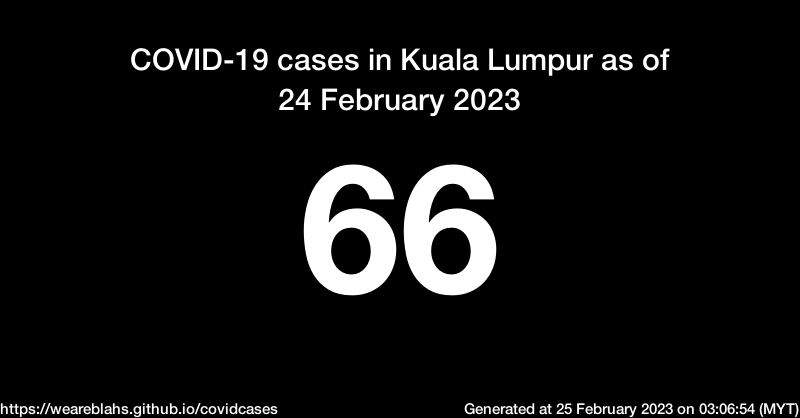 COVID-19 cases in Kuala Lumpur as of
24 February 2023
66
https://weareblahs.github.io/covidcases
Generated at 25 February 2023 on 03:06:54 (MYT)